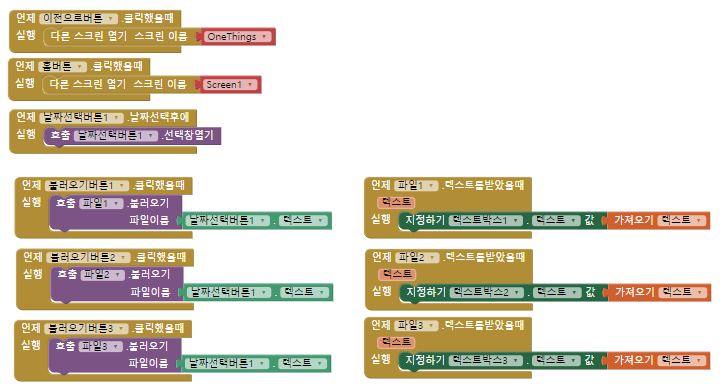 언제 이전으로버튼 .클릭했을때
실행 다른 스크린 열기 스크린 이름 OneThings
언제 홈버튼 .클릭했을때
실행 다른 스크린 열기 스크린 이름 Screen1
언제 날짜선택버튼1 .날짜선택후에
실행 호출 날짜선택버튼1 .선택창열기
언제 불러오기버튼1 .클릭했을때
실행 호출 파일1 .불러오기
파일이름 날짜선택버튼1 . 텍스트
언제 불러오기버튼2 .클릭했을때
실행 호출 파일2 .불러오기
파일이름 날짜선택버튼1 . 텍스트
언제 불러오기버튼3 .클릭했을때
실행 호출 파일3 .불러오기
파일이름 날짜선택버튼1 . 텍스트
언제 파일1 .텍스트를받았을때
텍스트
실행 지정하기 텍스트박스1 . 텍스트 값 가져오기 텍스트
언제 파일2 .텍스트를받았을때
텍스트
실행 지정하기 텍스트박스2 . 텍스트 값 가져오기 텍스트
언제 파일3 .텍스트를받았을때
텍스트
실행 지정하기 텍스트박스3 . 텍스트 값 가져오기 텍스트